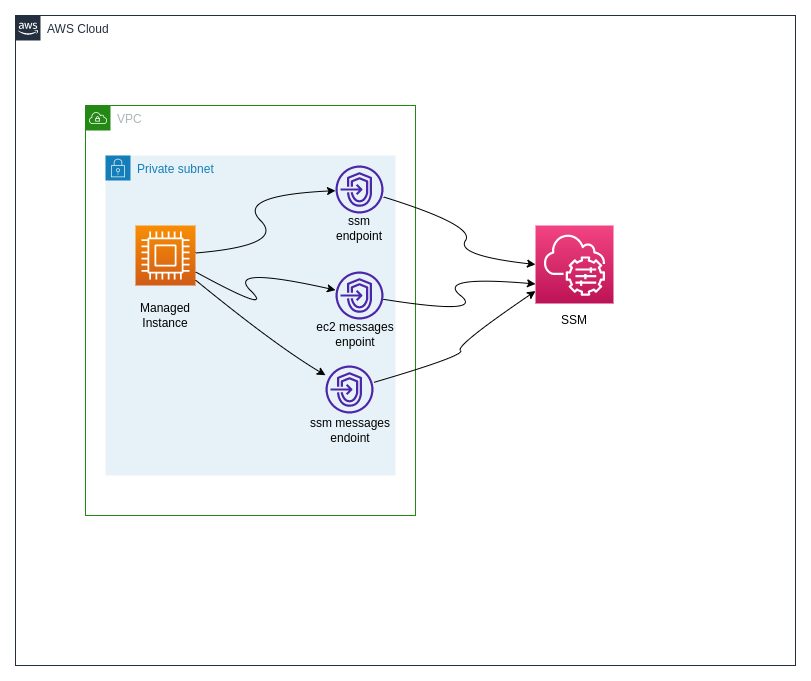 aws
AWS Cloud
VPC
Private subnet
ssm
endpoint
Managed
Instance
ec2 messages
enpoint
SSM
ssm messages
endoint